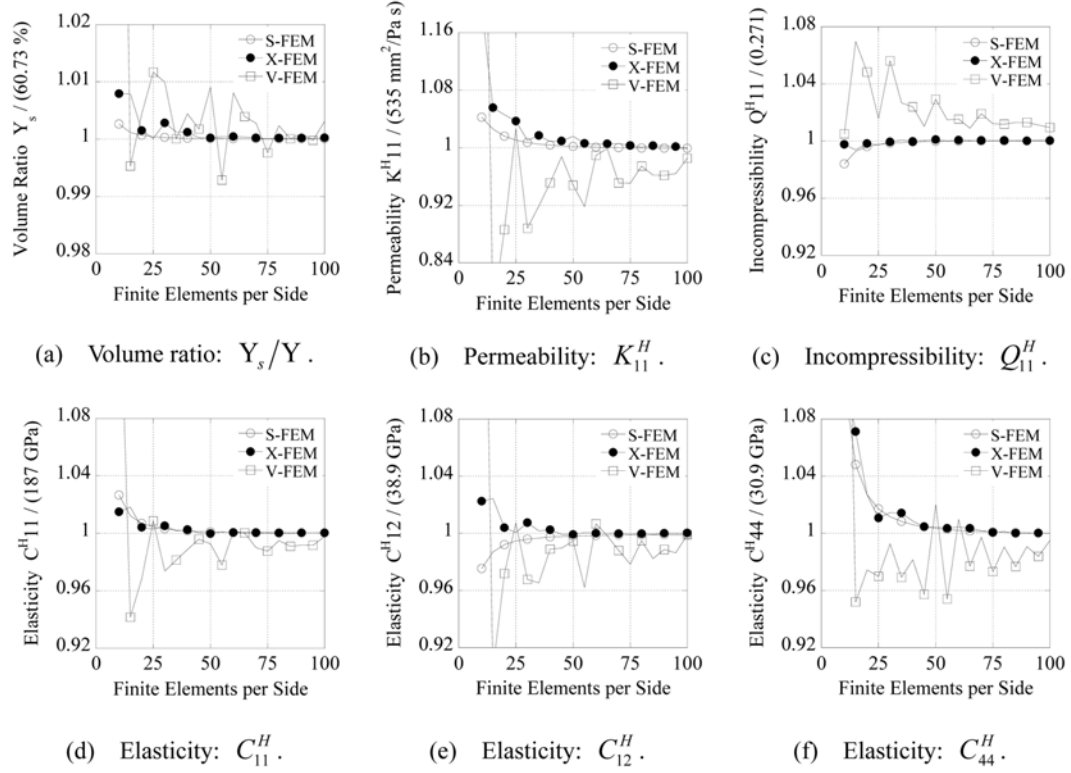 Volume Ratio Y_s / (60.73 %)
1.02
1.01
1
0.99
0.98
S-FEM
X-FEM
V-FEM
0 25 50 75 100
Finite Elements per Side
(a) Volume ratio: Y_s/Y .
Permeability K^H11 / (535 mm^2/Pa s)
1.16
1.08
1
0.92
0.84
S-FEM
X-FEM
V-FEM
0 25 50 75 100
Finite Elements per Side
(b) Permeability: K_11^H .
Incompressibility Q^H11 / (0.271)
1.08
1.04
1
0.96
0.92
S-FEM
X-FEM
V-FEM
0 25 50 75 100
Finite Elements per Side
(c) Incompressibility: Q_11^H .
Elasticity C^H11 / (187 GPa)
1.08
1.04
1
0.96
0.92
S-FEM
X-FEM
V-FEM
0 25 50 75 100
Finite Elements per Side
(d) Elasticity: C_11^H .
Elasticity C^H12 / (38.9 GPa)
1.08
1.04
1
0.96
0.92
S-FEM
X-FEM
V-FEM
0 25 50 75 100
Finite Elements per Side
(e) Elasticity: C_12^H .
Elasticity C^H44 / (30.9 GPa)
1.08
1.04
1
0.96
0.92
S-FEM
X-FEM
V-FEM
0 25 50 75 100
Finite Elements per Side
(f) Elasticity: C_44^H .